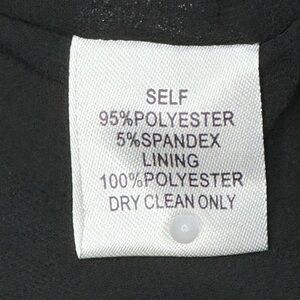 SELF
95%POLYESTER
5%SPANDEX
LINING
100%POLYESTER
DRY CLEAN ONLY